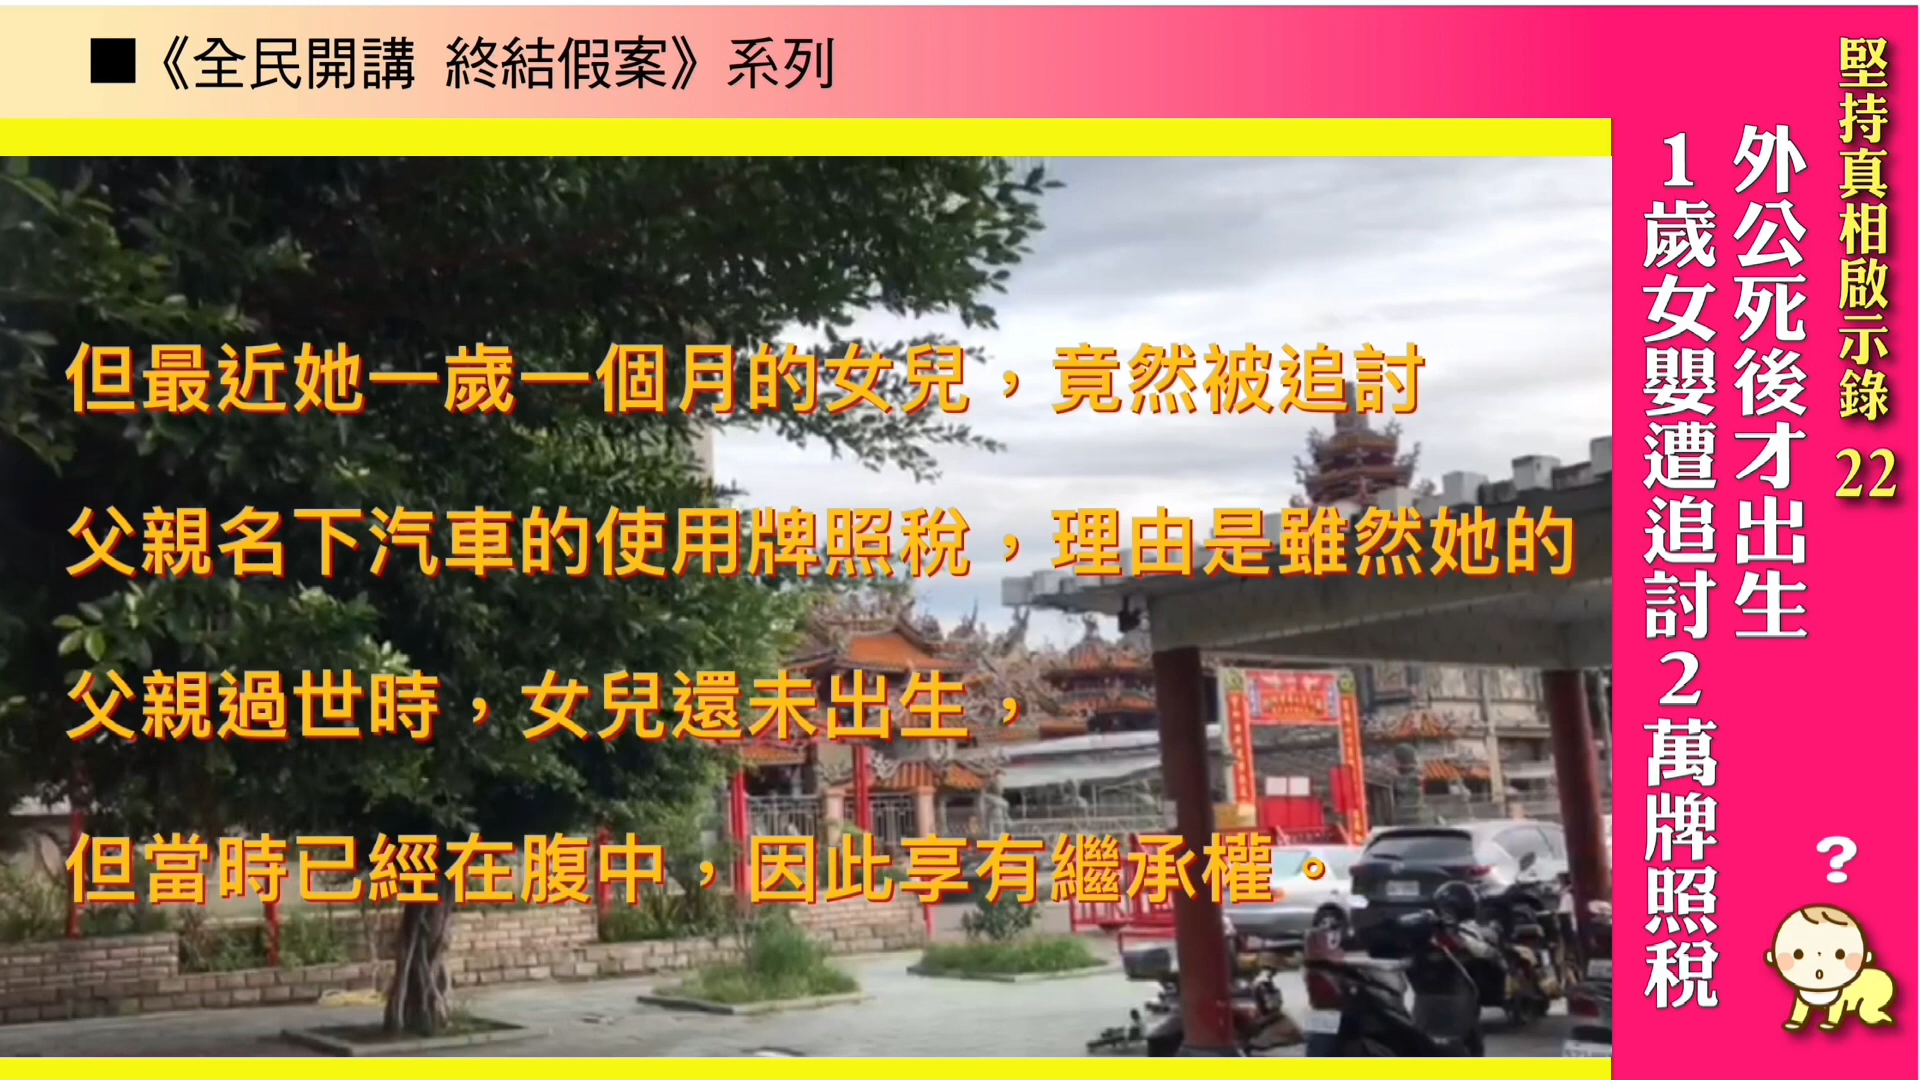 ■《全民開講 終結假案》系列
堅持真相啟示錄 22
外公死後才出生
1歲女嬰遭追討2萬牌照稅
?
但最近她一歲一個月的女兒，竟然被追討
父親名下汽車的使用牌照稅，理由是雖然她的
父親過世時，女兒還未出生，
但當時已經在腹中，因此享有繼承權。